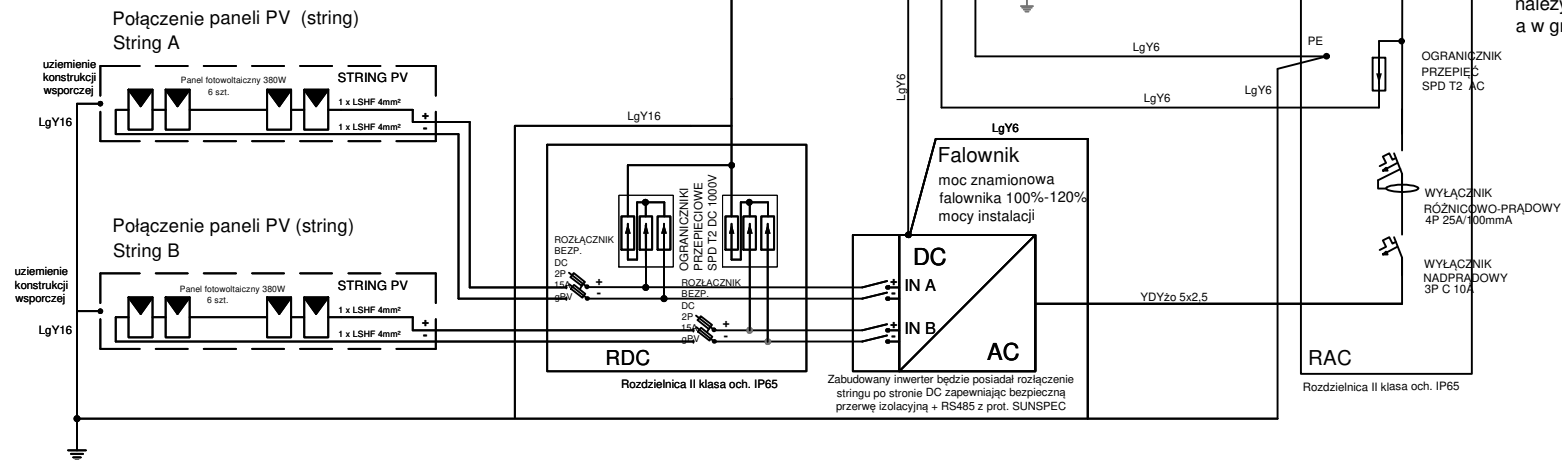 Połączenie paneli PV (string)
String A
uziemienie
konstrukcji
wsporczej
LgY16
Panel fotowoltaiczny 380W
6 szt.
STRING PV
1 x LSHF 4mm²
1 x LSHF 4mm²
+
-
Połączenie paneli PV (string)
String B
uziemienie
konstrukcji
wsporczej
LgY16
Panel fotowoltaiczny 380W
6 szt.
STRING PV
1 x LSHF 4mm²
1 x LSHF 4mm²
+
-
LgY16
ROZŁĄCZNIK
BEZP.
DC
2P
15A
gPV
+
-
OGRANICZNIKI
PRZEPIĘCIOWE
SPD T2 DC 1000V
ROZŁĄCZNIK
BEZP.
DC
2P
15A
gPV
+
-
RDC
Rozdzielnica II klasa och. IP65
LgY6
LgY6
Falownik
moc znamionowa
falownika 100%-120%
mocy instalacji
DC
+
-
IN A
+
-
IN B
AC
Zabudowany inwerter będzie posiadał rozłączenie
stringu po stronie DC zapewniając bezpieczną
przerwę izolacyjną + RS485 z prot. SUNSPEC
LgY6
LgY6
LgY6
PE
YDYżo 5x2,5
OGRANICZNIK
PRZEPIĘĆ
SPD T2 AC
WYŁĄCZNIK
RÓŻNICOWO-PRĄDOWY
4P 25A/100mmA
WYŁĄCZNIK
NADPRĄDOWY
3P C 10A
RAC
Rozdzielnica II klasa och. IP65
a w gr